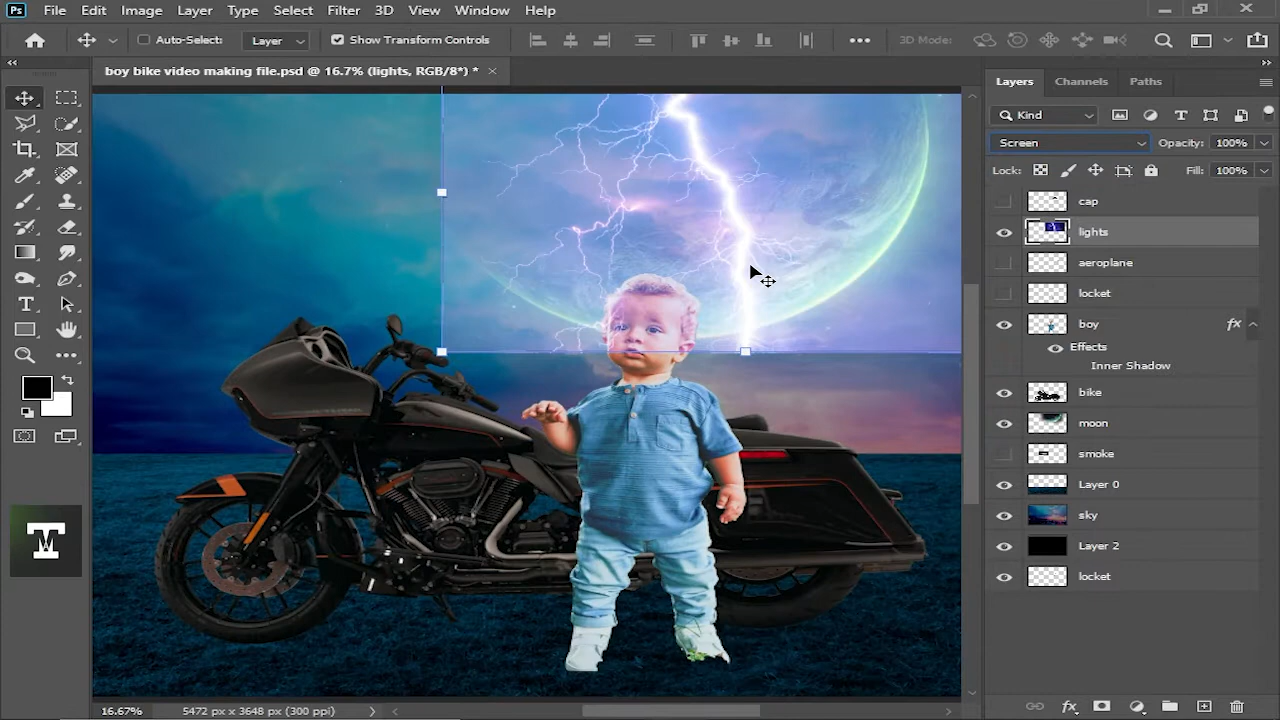 Ps File Edit Image Layer Type Select Filter 3D View Window Help
Auto-Select: Layer Show Transform Controls 3D Mode:
boy bike video making file.psd @ 16.7% (lights, RGB/8*) *
Layers Channels Paths
Kind
Screen Opacity: 100%
Lock: Fill: 100%
cap
lights
aeroplane
locket
boy fx
Effects
Inner Shadow
bike
moon
smoke
Layer 0
sky
Layer 2
locket
16.67% 5472 px x 3648 px (300 ppi)
fx